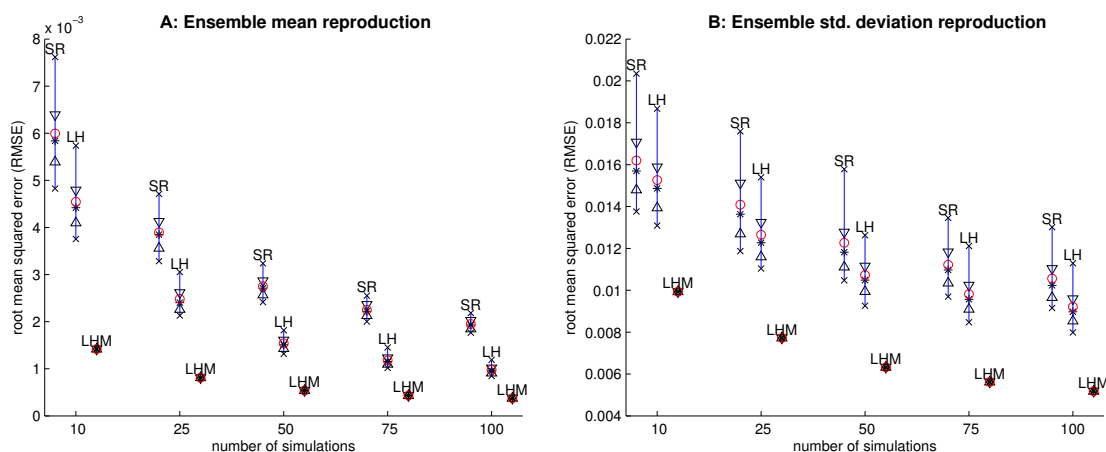 A: Ensemble mean reproduction
x 10⁻³
8
7
6
5
4
3
2
1
0
root mean squared error (RMSE)
SR
LH
LHM
SR
LH
LHM
SR
LH
LHM
SR
LH
LHM
SR
LH
LHM
10 25 50 75 100
number of simulations
B: Ensemble std. deviation reproduction
0.022
0.02
0.018
0.016
0.014
0.012
0.01
0.008
0.006
0.004
root mean squared error (RMSE)
SR
LH
LHM
SR
LH
LHM
SR
LH
LHM
SR
LH
LHM
SR
LH
LHM
10 25 50 75 100
number of simulations